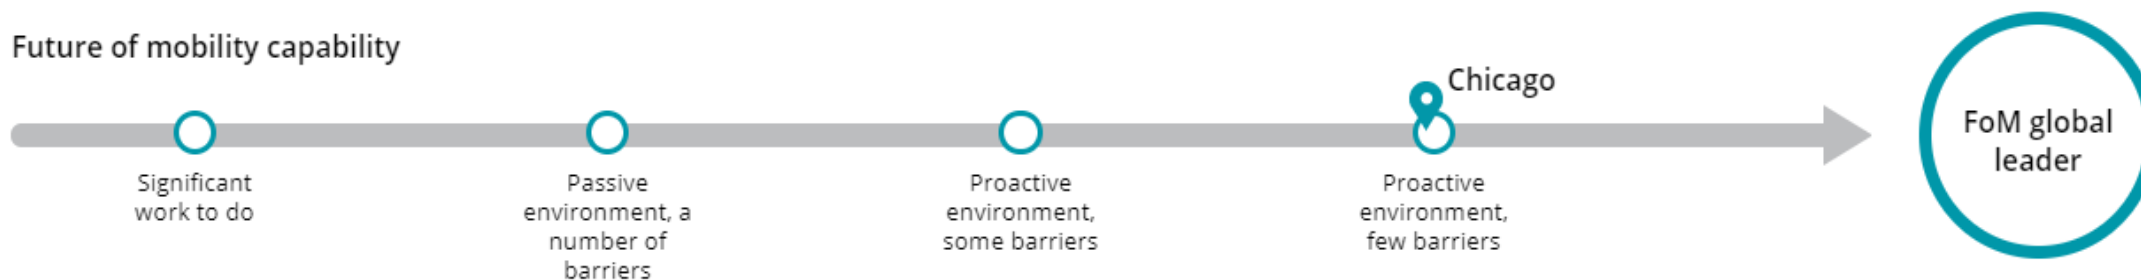 Future of mobility capability
Chicago
FoM global
leader
Significant
work to do
Passive
environment, a
number of
barriers
Proactive
environment,
some barriers
Proactive
environment,
few barriers